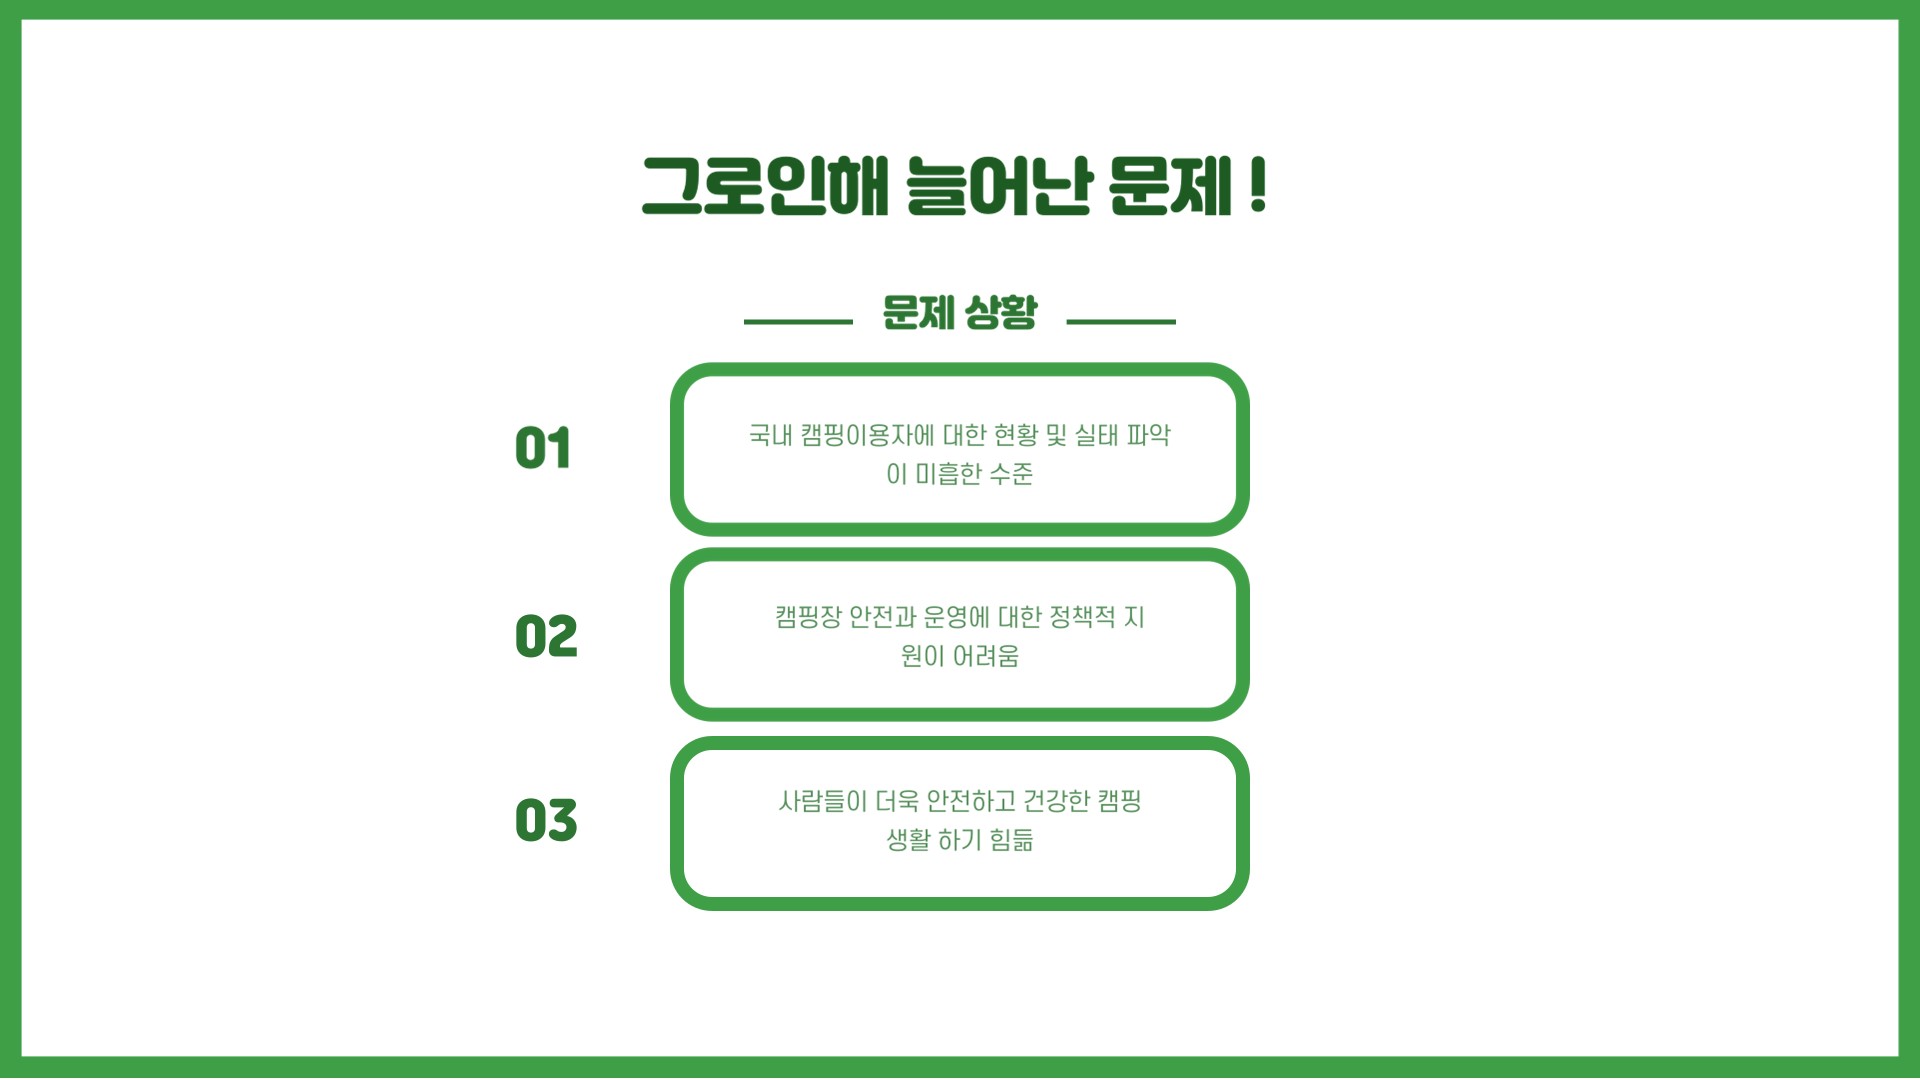 그로인해 늘어난 문제 !
문제 상황
01
국내 캠핑이용자에 대한 현황 및 실태 파악
이 미흡한 수준
02
캠핑장 안전과 운영에 대한 정책적 지
원이 어려움
03
사람들이 더욱 안전하고 건강한 캠핑
생활 하기 힘듦